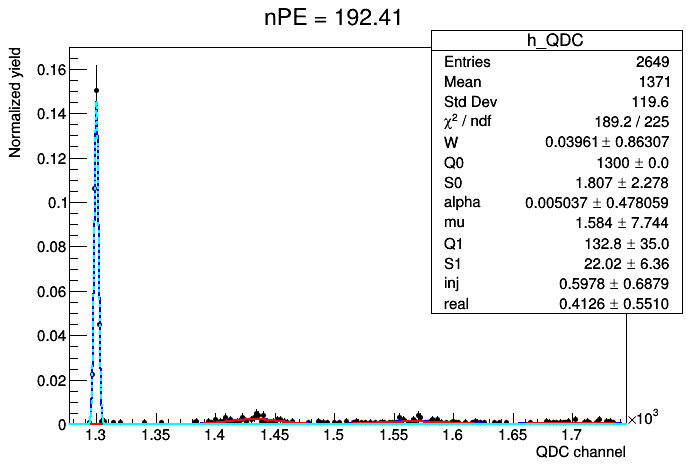 nPE = 192.41
h_QDC
Entries 2649
Mean 1371
Std Dev 119.6
χ² / ndf 189.2 / 225
W 0.03961 ± 0.86307
Q0 1300 ± 0.0
S0 1.807 ± 2.278
alpha 0.005037 ± 0.478059
mu 1.584 ± 7.744
Q1 132.8 ± 35.0
S1 22.02 ± 6.36
inj 0.5978 ± 0.6879
real 0.4126 ± 0.5510
Normalized yield
0.16
0.14
0.12
0.1
0.08
0.06
0.04
0.02
0
1.3 1.35 1.4 1.45 1.5 1.55 1.6 1.65 1.7
×10³
QDC channel